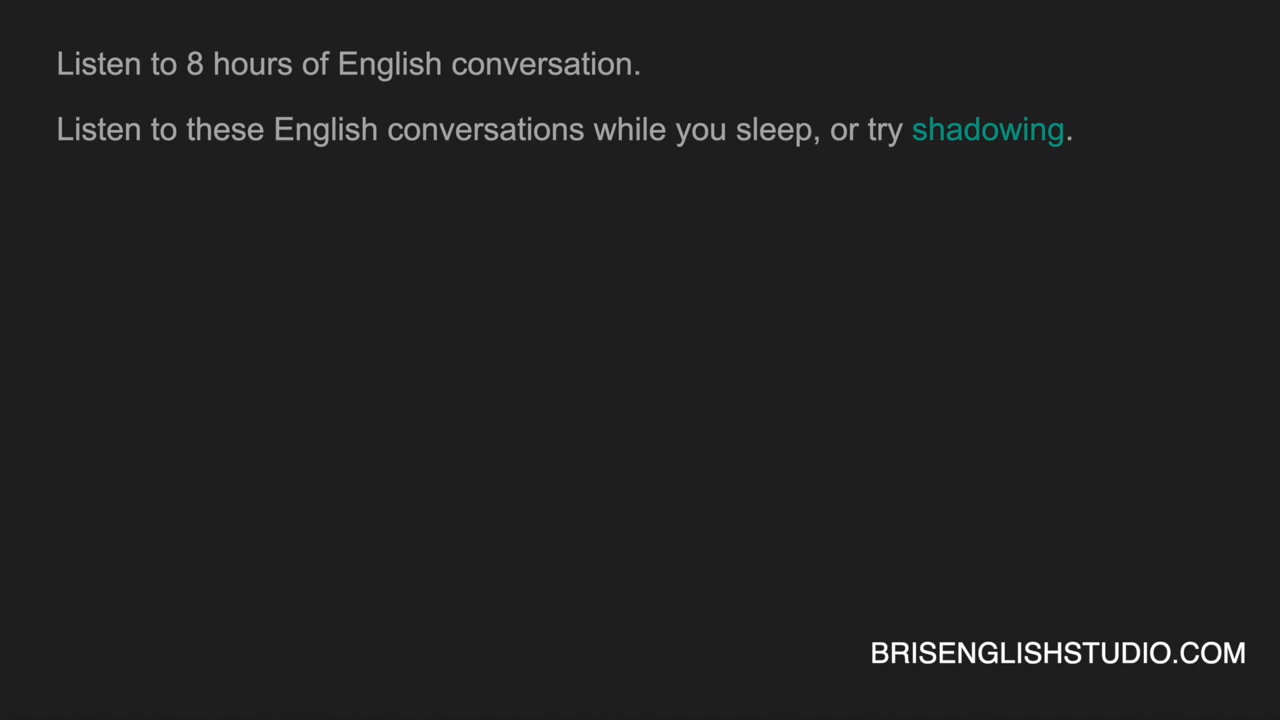 Listen to 8 hours of English conversation.
Listen to these English conversations while you sleep, or try shadowing.
BRISENGLISHSTUDIO.COM